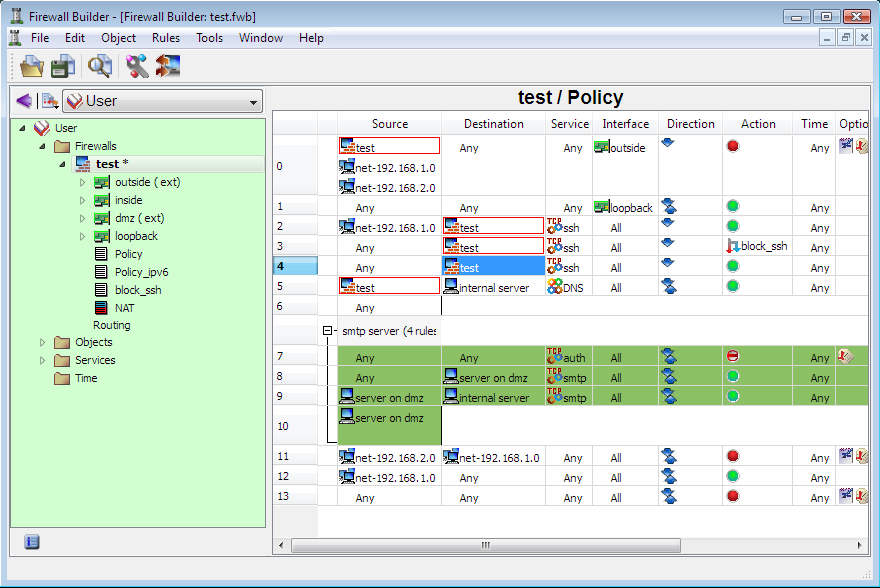 Firewall Builder - [Firewall Builder: test.fwb]
File Edit Object Rules Tools Window Help
User
test / Policy
User
Firewalls
test *
outside ( ext)
inside
dmz ( ext)
loopback
Policy
Policy_ipv6
block_ssh
NAT
Routing
Objects
Services
Time
Source Destination Service Interface Direction Action Time Optio
0 test Any Any outside Any
net-192.168.1.0
net-192.168.2.0
1 Any Any Any loopback Any
2 net-192.168.1.0 test TCP ssh All Any
3 Any test TCP ssh All block_ssh Any
4 Any test TCP ssh All Any
5 test internal server DNS All Any
6 Any
smtp server (4 rules
7 Any Any TCP auth All Any
8 Any server on dmz TCP smtp All Any
9 server on dmz internal server TCP smtp All Any
10 server on dmz
11 net-192.168.2.0 net-192.168.1.0 Any All Any
12 net-192.168.1.0 Any Any All Any
13 Any Any Any All Any